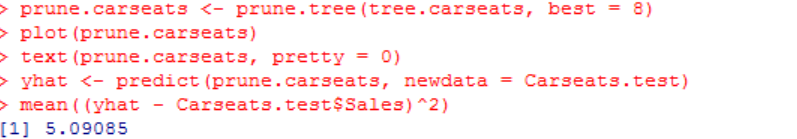 > prune.carseats <- prune.tree(tree.carseats, best = 8)
> plot(prune.carseats)
> text(prune.carseats, pretty = 0)
> yhat <- predict(prune.carseats, newdata = Carseats.test)
> mean((yhat - Carseats.test$Sales)^2)
[1] 5.09085